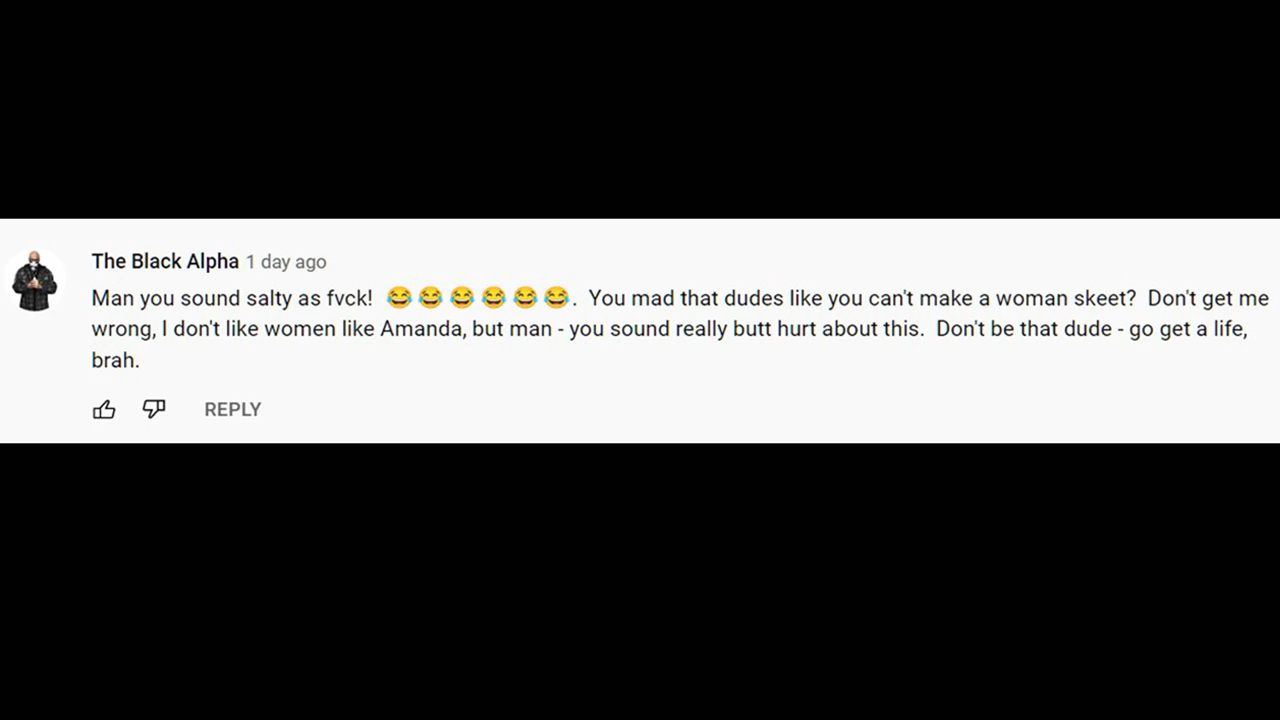 The Black Alpha 1 day ago
Man you sound salty as fvck!  😂😂😂😂😂😂.  You mad that dudes like you can't make a woman skeet?  Don't get me
wrong, I don't like women like Amanda, but man - you sound really butt hurt about this.  Don't be that dude - go get a life,
brah.
REPLY